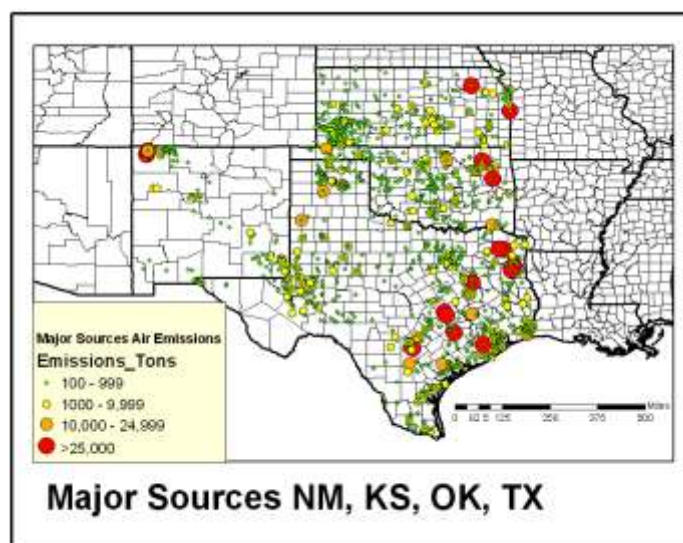 Major Sources Air Emissions
Emissions_Tons
100 - 999
1000 - 9,999
10,000 - 24,999
>25,000
Miles
0 62.5 125 250 375 500
Major Sources NM, KS, OK, TX